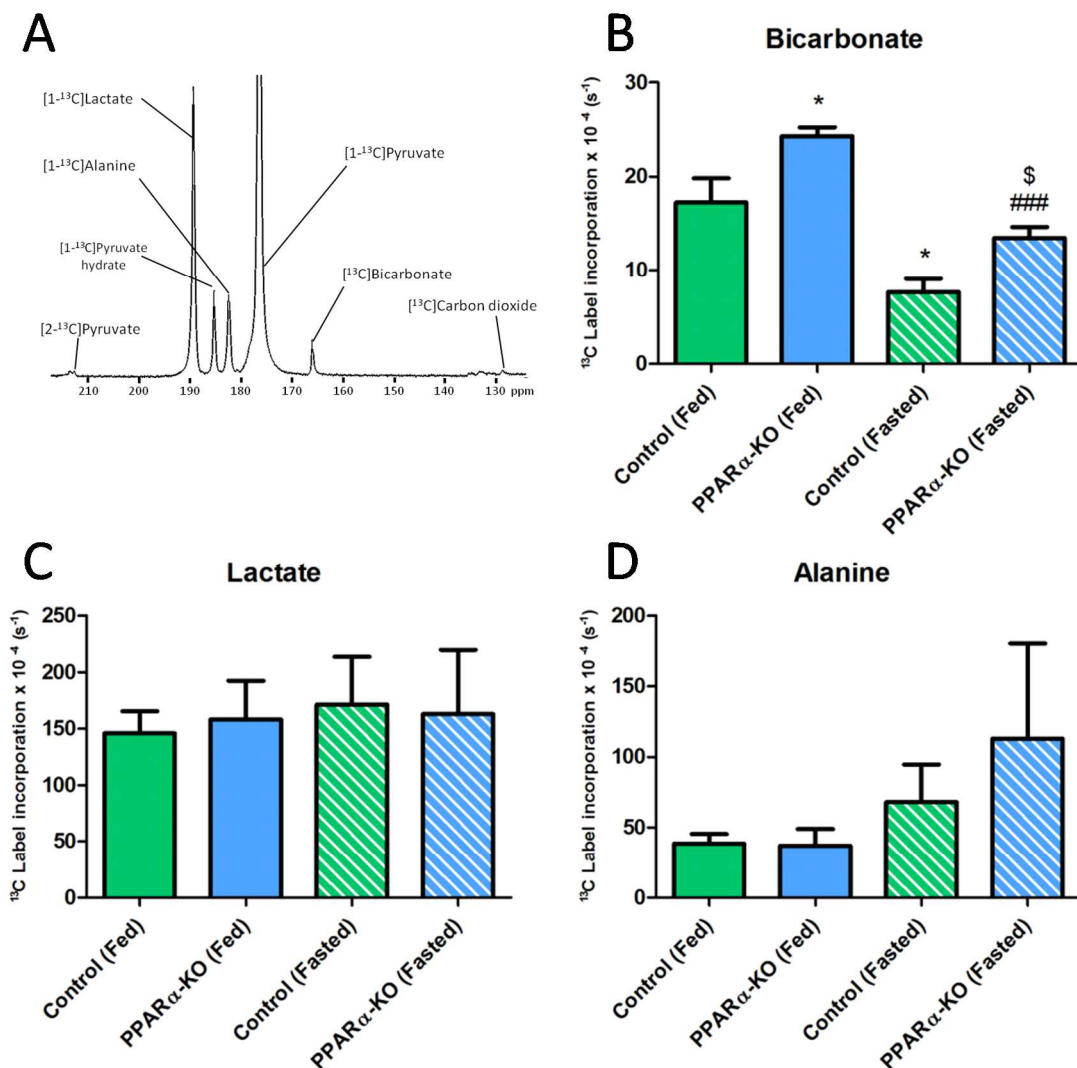 A
[1-¹³C]Lactate
[1-¹³C]Alanine
[1-¹³C]Pyruvate
[1-¹³C]Pyruvate
hydrate
[¹³C]Bicarbonate
[¹³C]Carbon dioxide
[2-¹³C]Pyruvate
210 200 190 180 170 160 150 140 130 ppm
B
Bicarbonate
¹³C Label incorporation x 10⁻⁴ (s⁻¹)
30
20
10
0
*
*
$
###
Control (Fed)
PPARα-KO (Fed)
Control (Fasted)
PPARα-KO (Fasted)
C
Lactate
¹³C Label incorporation x 10⁻⁴ (s⁻¹)
250
200
150
100
50
0
Control (Fed)
PPARα-KO (Fed)
Control (Fasted)
PPARα-KO (Fasted)
D
Alanine
¹³C Label incorporation x 10⁻⁴ (s⁻¹)
200
150
100
50
0
Control (Fed)
PPARα-KO (Fed)
Control (Fasted)
PPARα-KO (Fasted)